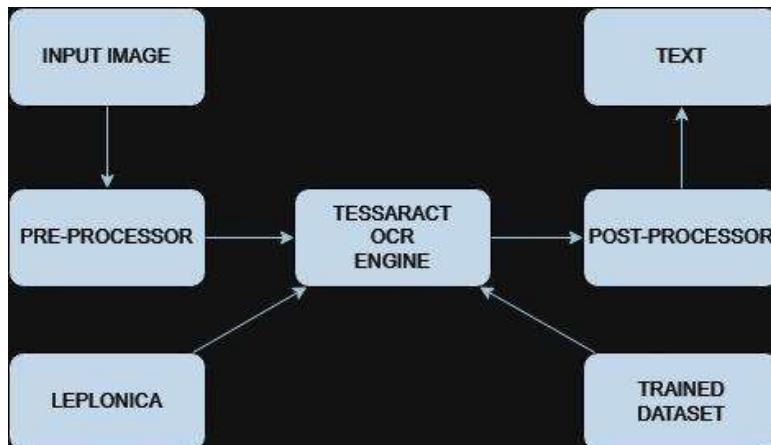 INPUT IMAGE
TEXT
PRE-PROCESSOR
TESSARACT
OCR
ENGINE
POST-PROCESSOR
LEPLONICA
TRAINED
DATASET